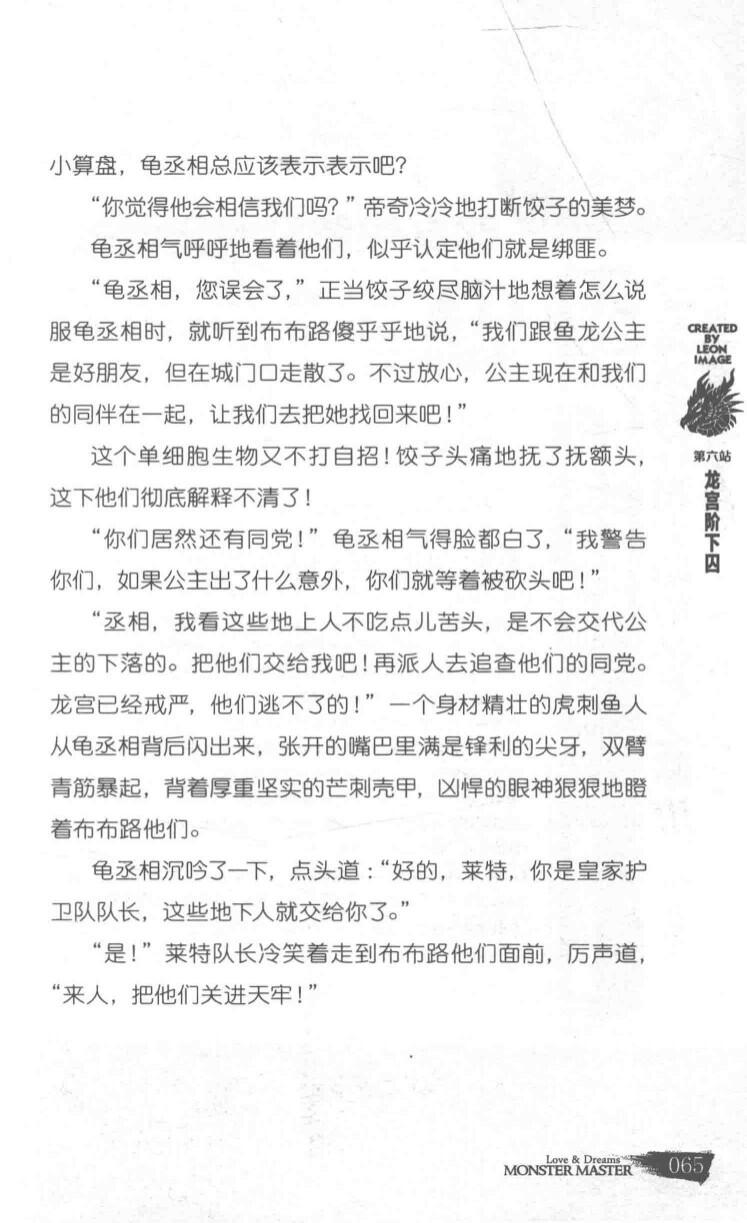 小算盘，龟丞相总应该表示表示吧？
“你觉得他会相信我们吗？”帝奇冷冷地打断饺子的美梦。
龟丞相气呼呼地看着他们，似乎认定他们就是绑匪。
“龟丞相，您误会了，”正当饺子绞尽脑汁地想着怎么说
服龟丞相时，就听到布布路傻乎乎地说，“我们跟鱼龙公主
是好朋友，但在城门口走散了。不过放心，公主现在和我们
的同伴在一起，让我们去把她找回来吧！”
这个单细胞生物又不打自招！饺子头痛地抚了抚额头，
这下他们彻底解释不清了！
“你们居然还有同党！”龟丞相气得脸都白了，“我警告
你们，如果公主出了什么意外，你们就等着被砍头吧！”
“丞相，我看这些地上人不吃点儿苦头，是不会交代公
主的下落的。把他们交给我吧！再派人去追查他们的同党。
龙宫已经戒严，他们逃不了的！”一个身材精壮的虎刺鱼人
从龟丞相背后闪出来，张开的嘴巴里满是锋利的尖牙，双臂
青筋暴起，背着厚重坚实的芒刺壳甲，凶悍的眼神狠狠地瞪
着布布路他们。
龟丞相沉吟了一下，点头道：“好的，莱特，你是皇家护
卫队队长，这些地下人就交给你了。”
“是！”莱特队长冷笑着走到布布路他们面前，厉声道，
“来人，把他们关进天牢！”
CREATED
BY
LEON
IMAGE
第六站
龙宫阶下囚
Love & Dreams
MONSTER MASTER
065